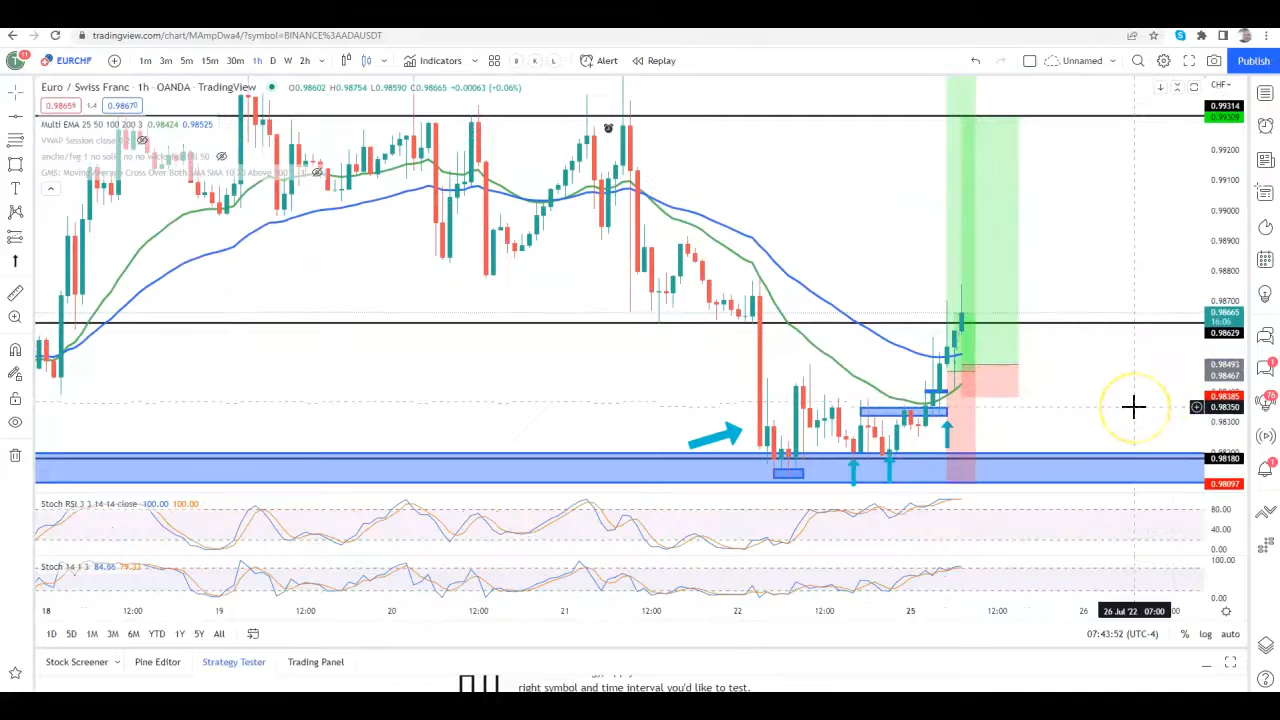 tradingview.com/chart/MAmpDwa4/?symbol=BINANCE%3AADAUSDT
T 11 EURCHF 1m 3m 5m 15m 30m 1h D W 2h Indicators B K L Alert Replay Unnamed Publish
Euro / Swiss Franc · 1h · OANDA · TradingView O0.98602 H0.98754 L0.98590 C0.98665 +0.00063 (+0.06%) CHF
0.98659 1.4 0.98670
Multi EMA 25 50 100 200 3 0.98424 0.98525
VWAP Session close
0.99314
0.99309
0.99200
0.99100
0.99000
0.98900
0.98800
0.98700
0.98665
16:06
0.98629
0.98493
0.98467
0.98385
0.98350
0.98300
0.98180
0.98097
Stoch RSI 3 3 14 14 close 100.00 100.00
80.00
40.00
0.00
Stoch 14 1 3 84.66 79.33
100.00
0.00
18 12:00 19 12:00 20 12:00 21 12:00 22 12:00 25 12:00 26 26 Jul '22 07:00
1D 5D 1M 3M 6M YTD 1Y 5Y All 07:43:52 (UTC-4) % log auto
Stock Screener Pine Editor Strategy Tester Trading Panel
right symbol and time interval you'd like to test.